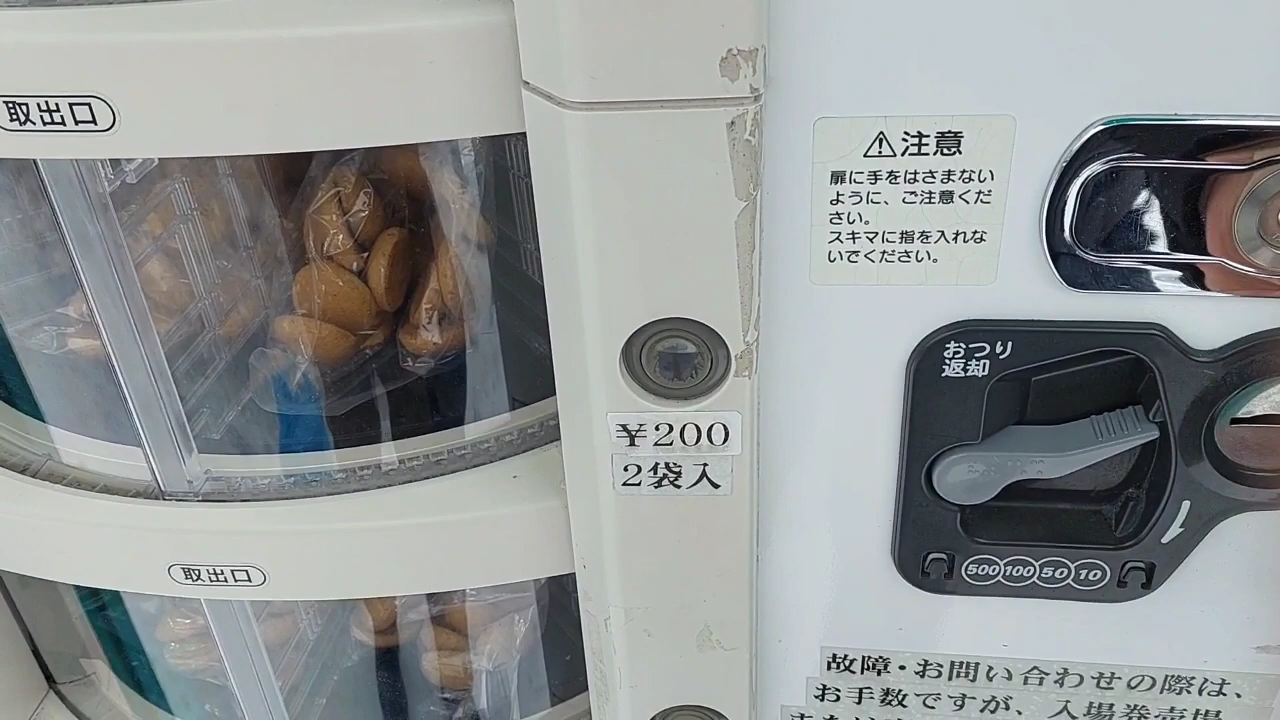 取出口
注意
扉に手をはさまない
ように、ご注意くだ
さい。
スキマに指を入れな
いでください。
おつり
返却
¥200
2袋入
500 100 50 10
取出口
故障・お問い合わせの際は、
お手数ですが、入場券売場